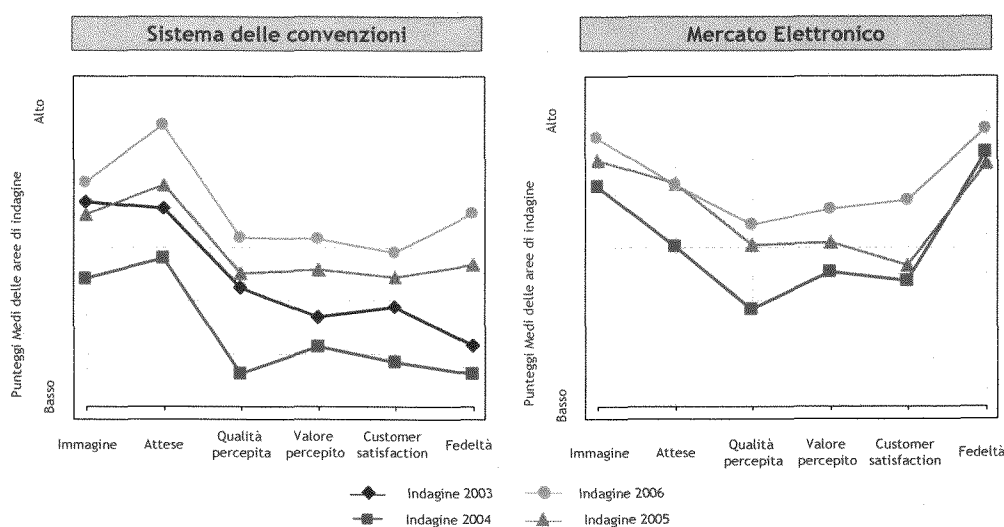 Sistema delle convenzioni
Mercato Elettronico
Punteggi Medi delle aree di indagine
Alto
Basso
Immagine
Attese
Qualità
percepita
Valore
percepito
Customer
satisfaction
Fedeltà
Punteggi Medi delle aree di indagine
Alto
Basso
Immagine
Attese
Qualità
percepita
Valore
percepito
Customer
satisfaction
Fedeltà
Indagine 2003
Indagine 2006
Indagine 2004
Indagine 2005